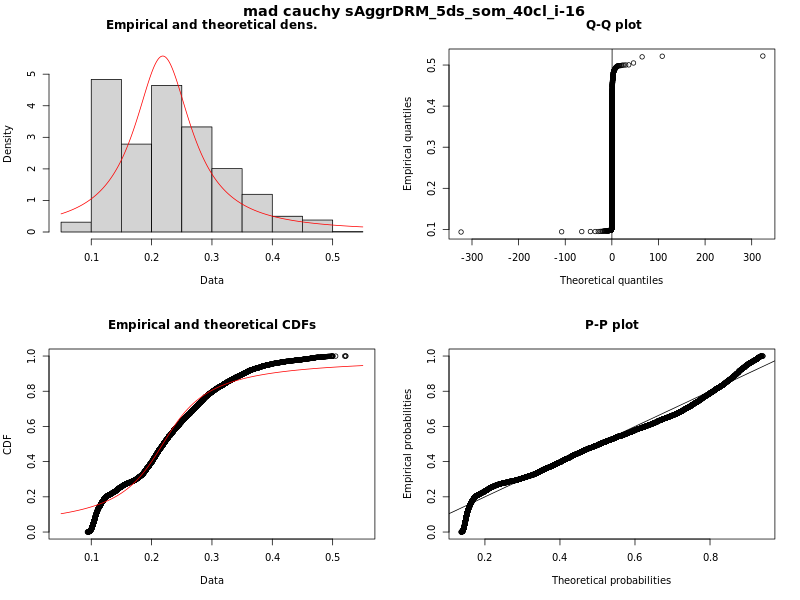 mad cauchy sAggrDRM_5ds_som_40cl_i-16
Empirical and theoretical dens.
Density
0 1 2 3 4 5
0.1 0.2 0.3 0.4 0.5
Data
Q-Q plot
Empirical quantiles
0.1 0.2 0.3 0.4 0.5
-300 -200 -100 0 100 200 300
Theoretical quantiles
Empirical and theoretical CDFs
CDF
0.0 0.2 0.4 0.6 0.8 1.0
0.1 0.2 0.3 0.4 0.5
Data
P-P plot
Empirical probabilities
0.0 0.2 0.4 0.6 0.8 1.0
0.2 0.4 0.6 0.8
Theoretical probabilities